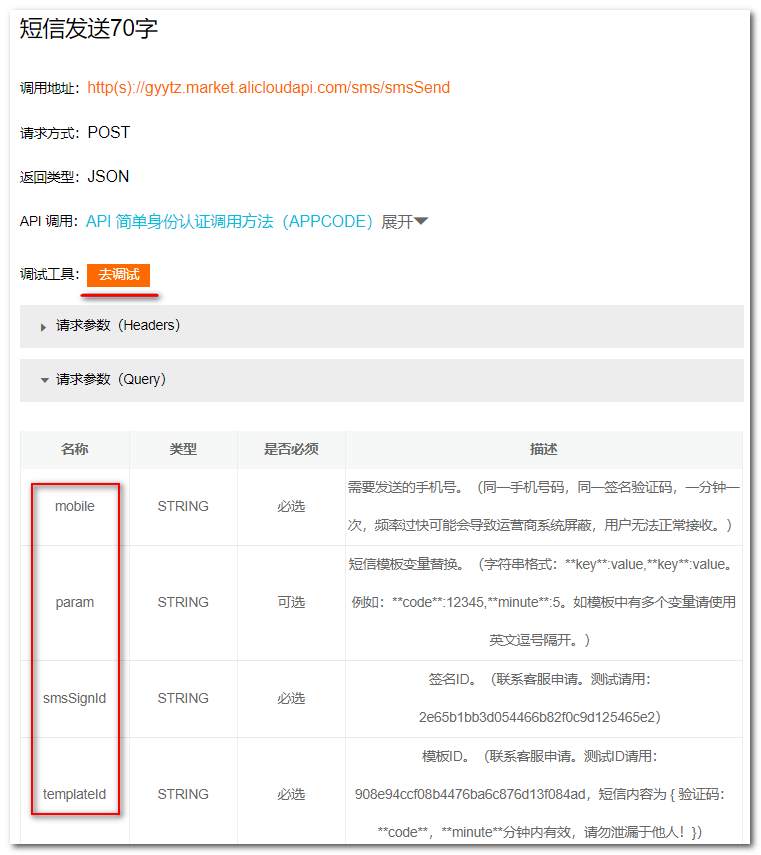 短信发送70字
调用地址：http(s)://gyytz.market.alicloudapi.com/sms/smsSend
请求方式：POST
返回类型：JSON
API 调用：API 简单身份认证调用方法（APPCODE）展开
调试工具：去调试
请求参数（Headers）
请求参数（Query）
名称 类型 是否必须 描述
需要发送的手机号。（同一手机号码，同一签名验证码，一分钟一
mobile STRING 必选
次，频率过快可能会导致运营商系统屏蔽，用户无法正常接收。）
短信模板变量替换。（字符串格式：**key**:value,**key**:value。
param STRING 可选 例如：**code**:12345,**minute**:5。如模板中有多个变量请使用
英文逗号隔开。）
签名ID。（联系客服申请。测试请用：
smsSignId STRING 必选
2e65b1bb3d054466b82f0c9d125465e2）
模板ID。（联系客服申请。测试ID请用：
templateId STRING 必选 908e94ccf08b4476ba6c876d13f084ad，短信内容为 { 验证码：
**code**，**minute**分钟内有效，请勿泄漏于他人！}）